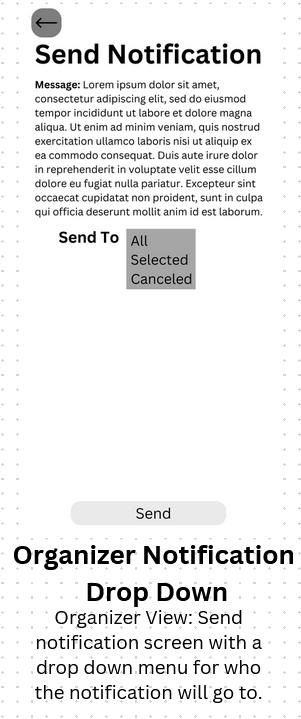 Send Notification
Message: Lorem ipsum dolor sit amet,
consectetur adipiscing elit, sed do eiusmod
tempor incididunt ut labore et dolore magna
aliqua. Ut enim ad minim veniam, quis nostrud
exercitation ullamco laboris nisi ut aliquip ex
ea commodo consequat. Duis aute irure dolor
in reprehenderit in voluptate velit esse cillum
dolore eu fugiat nulla pariatur. Excepteur sint
occaecat cupidatat non proident, sunt in culpa
qui officia deserunt mollit anim id est laborum.
Send To
All
Selected
Canceled
Send
Organizer Notification
Drop Down
Organizer View: Send
notification screen with a
drop down menu for who
the notification will go to.